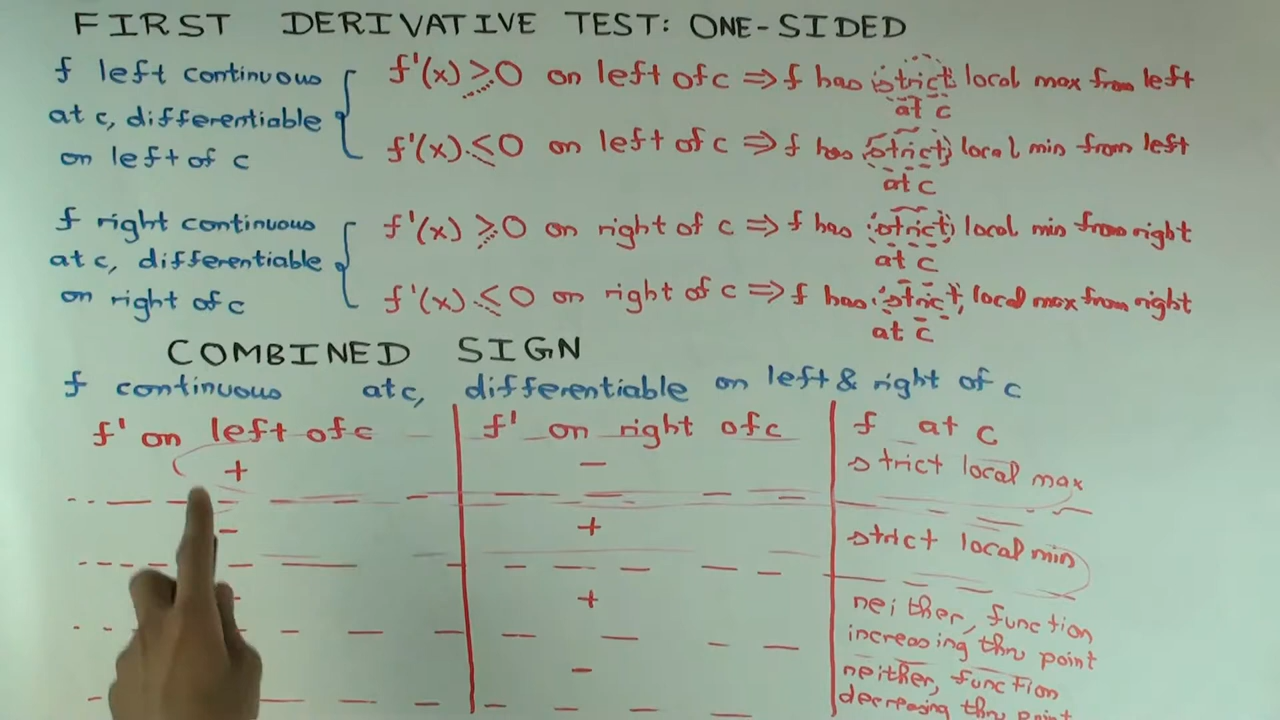 FIRST DERIVATIVE TEST: ONE-SIDED
f left continuous
at c, differentiable
on left of c
f'(x) ≥ 0 on left of c ⇒ f has strict local max from left
at c
f'(x) ≤ 0 on left of c ⇒ f has strict local min from left
at c
f right continuous
at c, differentiable
on right of c
f'(x) ≥ 0 on right of c ⇒ f has strict local min from right
at c
f'(x) ≤ 0 on right of c ⇒ f has strict local max from right
at c
COMBINED SIGN
f continuous at c, differentiable on left & right of c
f' on left of c f' on right of c f at c
+ − strict local max
− + strict local min
+ neither, function
increasing thru point
− neither, function
decreasing thru point